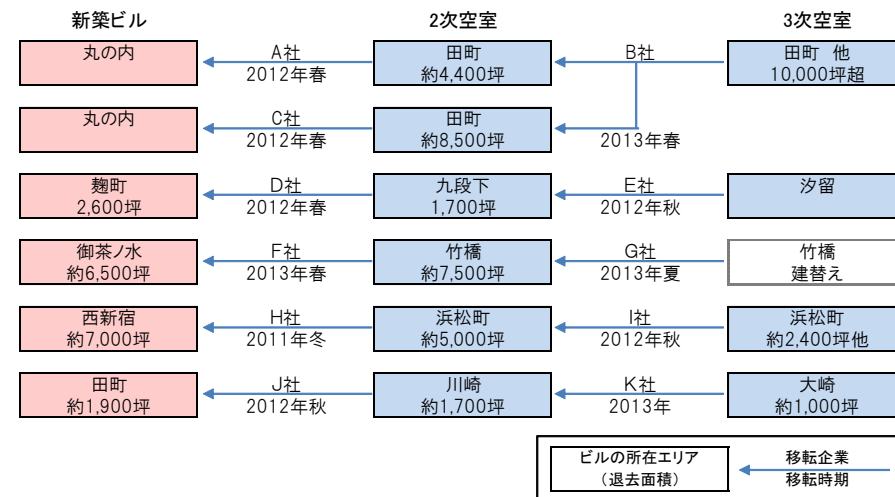 新築ビル 2次空室 3次空室
丸の内 A社 田町 B社 田町 他
2012年春 約4,400坪 10,000坪超
丸の内 C社 田町
2012年春 約8,500坪 2013年春
麹町 D社 九段下 E社 汐留
2,600坪 2012年春 1,700坪 2012年秋
御茶ノ水 F社 竹橋 G社 竹橋
約6,500坪 2013年春 約7,500坪 2013年夏 建替え
西新宿 H社 浜松町 I社 浜松町
約7,000坪 2011年冬 約5,000坪 2012年秋 約2,400坪他
田町 J社 川崎 K社 大崎
約1,900坪 2012年秋 約1,700坪 2013年 約1,000坪
ビルの所在エリア 移転企業
（退去面積） 移転時期